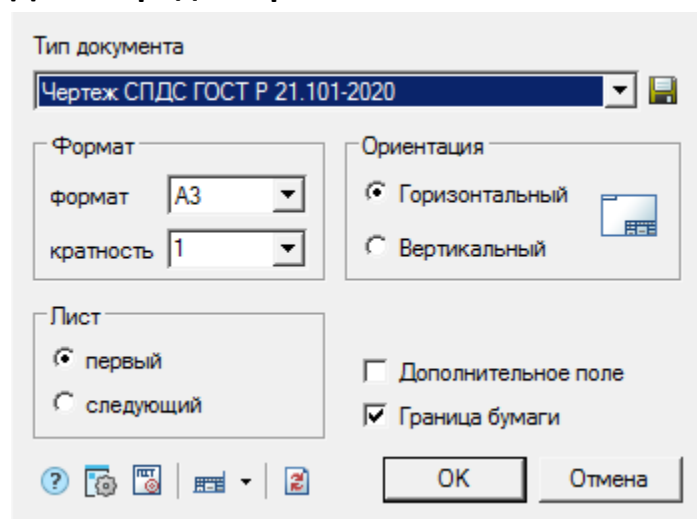 Тип документа
Чертеж СПДС ГОСТ Р 21.101-2020
Формат
формат A3
кратность 1
Ориентация
Горизонтальный
Вертикальный
Лист
первый
следующий
Дополнительное поле
Граница бумаги
OK Отмена